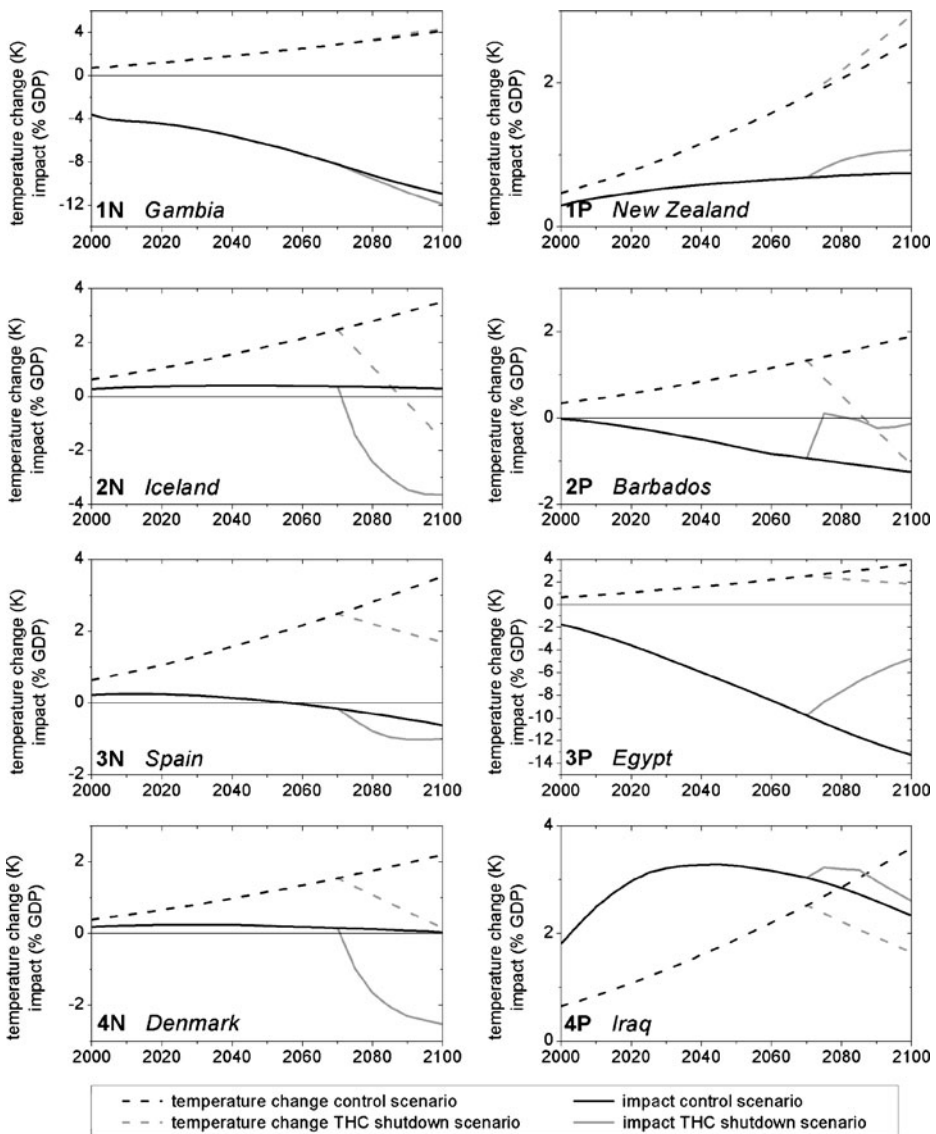 temperature change (K)
impact (% GDP)
4
0
-4
-8
-12
1N Gambia
2000 2020 2040 2060 2080 2100
temperature change (K)
impact (% GDP)
2
0
1P New Zealand
2000 2020 2040 2060 2080 2100
temperature change (K)
impact (% GDP)
4
2
0
-2
-4
2N Iceland
2000 2020 2040 2060 2080 2100
temperature change (K)
impact (% GDP)
2
0
-2
2P Barbados
2000 2020 2040 2060 2080 2100
temperature change (K)
impact (% GDP)
4
2
0
-2
3N Spain
2000 2020 2040 2060 2080 2100
temperature change (K)
impact (% GDP)
4
2
0
-2
-4
-6
-8
-10
-12
-14
3P Egypt
2000 2020 2040 2060 2080 2100
temperature change (K)
impact (% GDP)
2
0
-2
4N Denmark
2000 2020 2040 2060 2080 2100
temperature change (K)
impact (% GDP)
4
2
0
4P Iraq
2000 2020 2040 2060 2080 2100
temperature change control scenario
temperature change THC shutdown scenario
impact control scenario
impact THC shutdown scenario